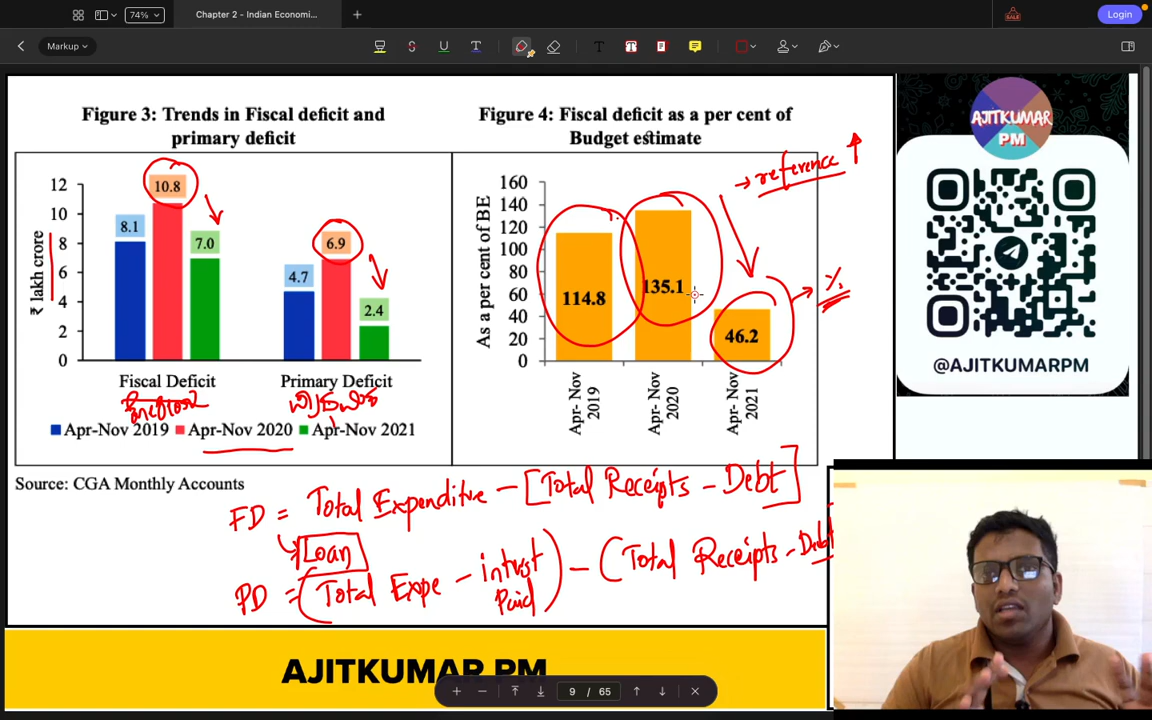 74%
Chapter 2 - Indian Economi...
SALE
Login
Markup
Figure 3: Trends in Fiscal deficit and
primary deficit
₹ lakh crore
12
10
8
6
4
2
0
8.1
10.8
7.0
4.7
6.9
2.4
Fiscal Deficit
Primary Deficit
Apr-Nov 2019
Apr-Nov 2020
Apr-Nov 2021
Source: CGA Monthly Accounts
Figure 4: Fiscal deficit as a per cent of
Budget estimate
→ reference ↑
As a per cent of BE
160
140
120
100
80
60
40
20
0
114.8
135.1
46.2
%
Apr- Nov
2019
Apr- Nov
2020
Apr- Nov
2021
FD = Total Expenditure - [Total Receipts - Debt]
Loan
PD = (Total Expe - intrst Paid) - (Total Receipts - Debt
AJITKUMAR
PM
@AJITKUMARPM
AJITKUMAR PM
9 / 65